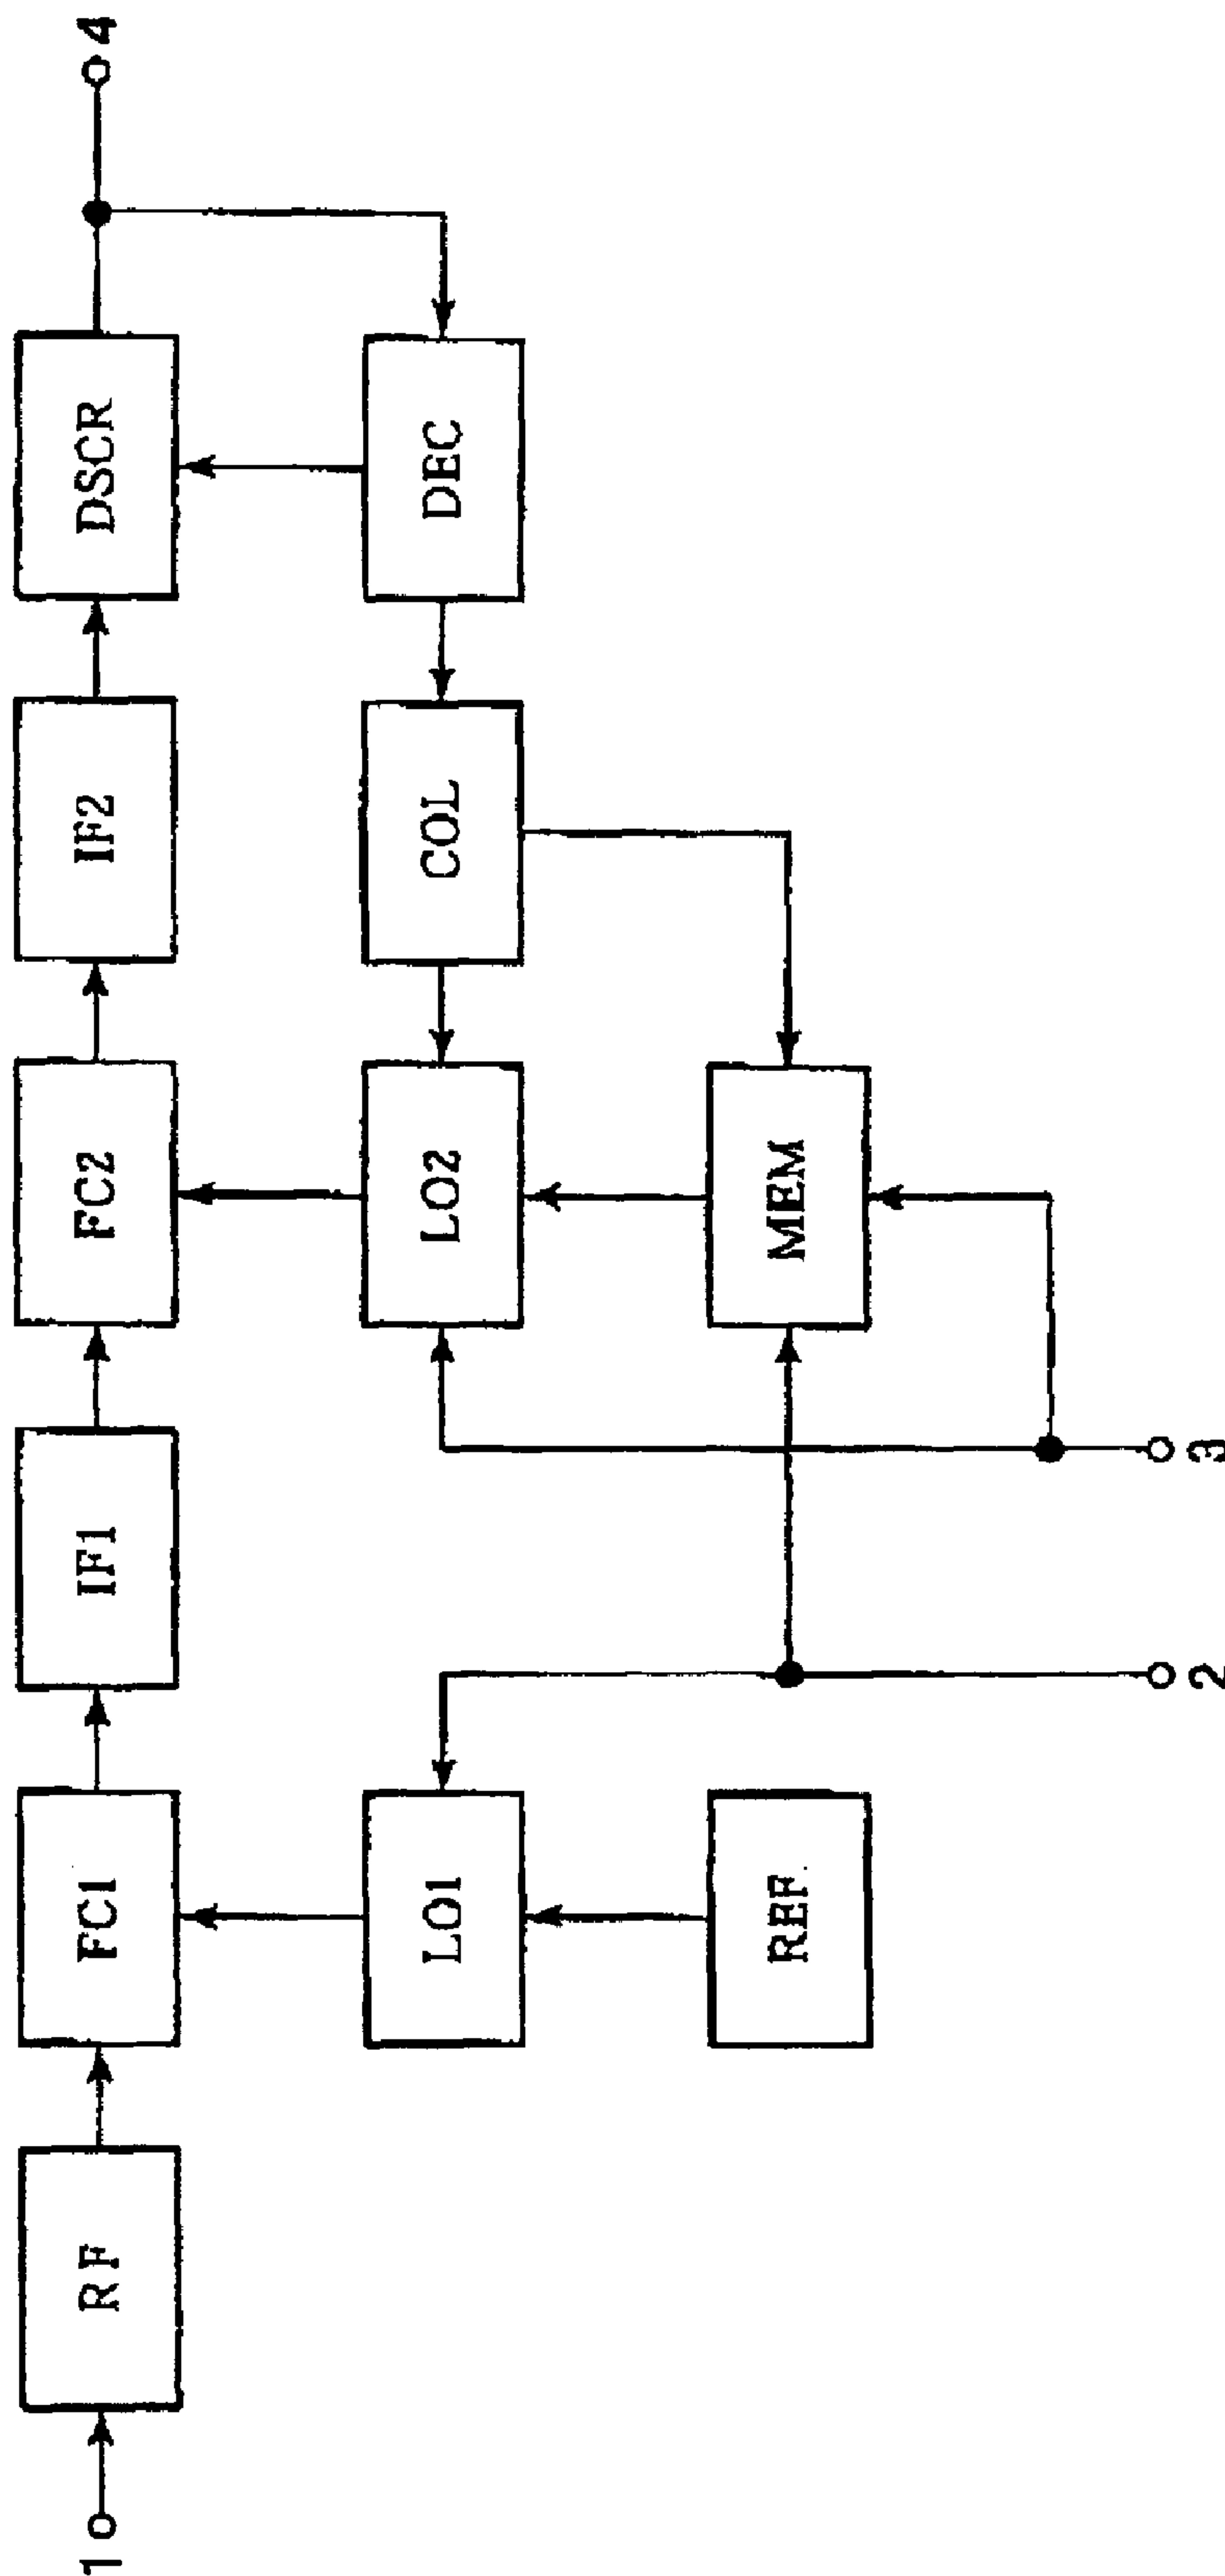 1
RF
FC1
IF1
FC2
IF2
DSCR
4
LO1
LO2
COL
DEC
REF
MEM
2
3